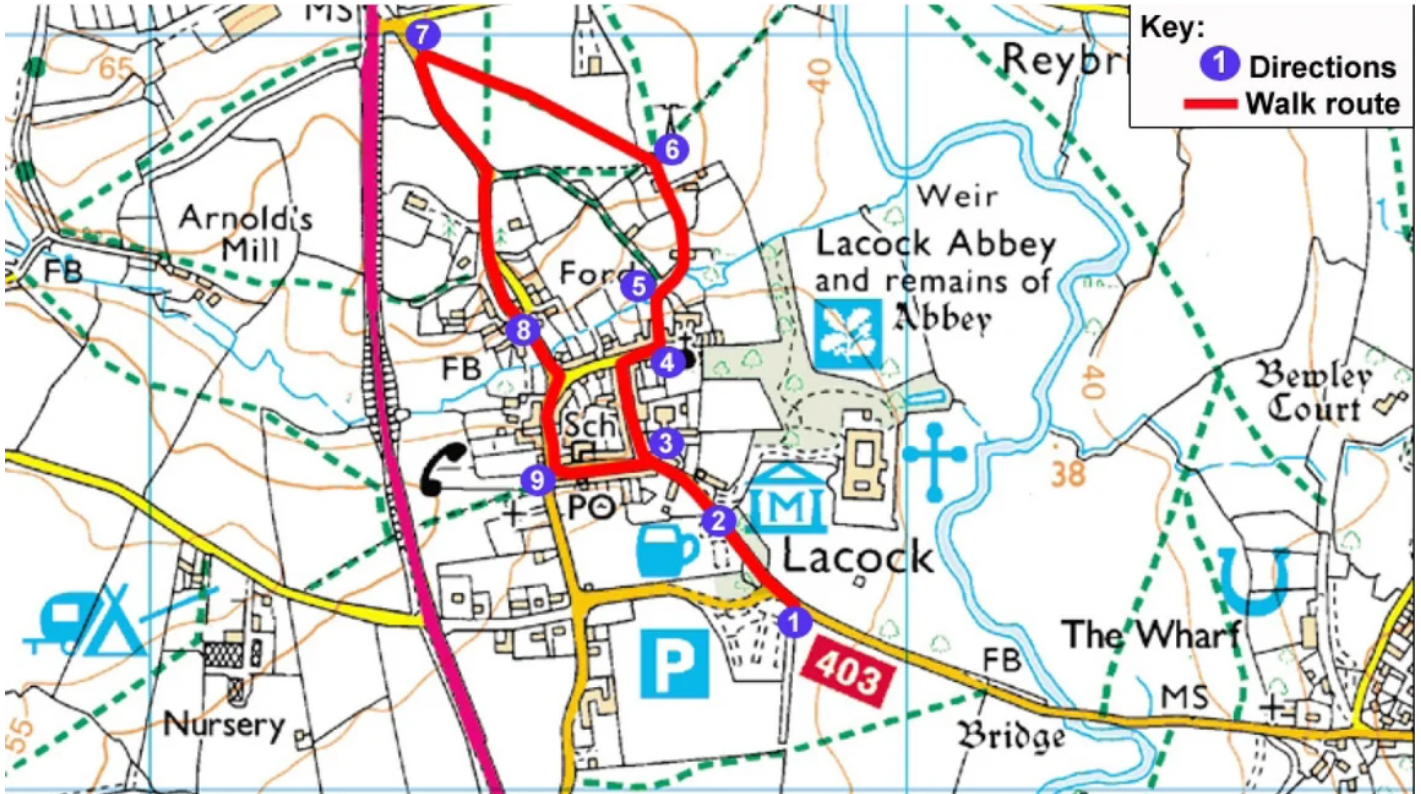 MS
7
Key:
1 Directions
Walk route
65
40
6
Weir
Arnold's
Mill
Lacock Abbey
and remains of
Abbey
FB
5
8
4
FB
40
Bewley
Court
Sch
3
9
PO
38
M
2
Lacock
1
P
403
The Wharf
FB
MS
Nursery
55
Bridge